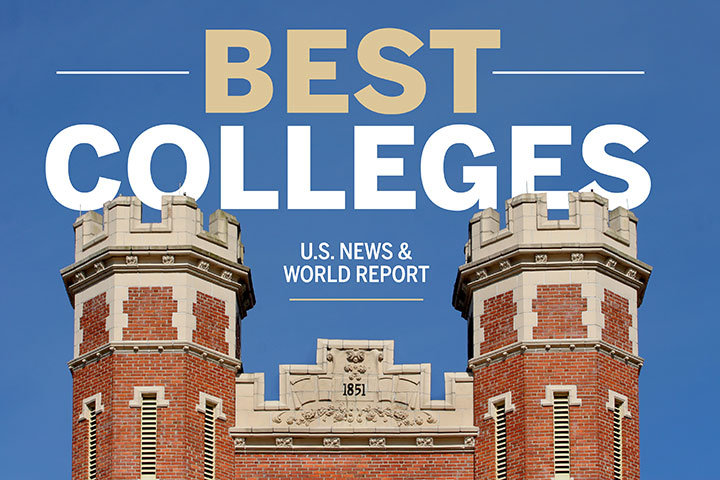 BEST
COLLEGES
U.S. NEWS &
WORLD REPORT
1851